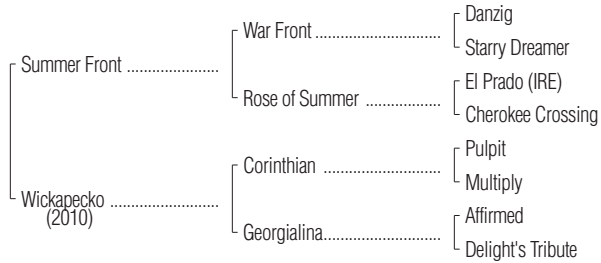 Danzig
War Front
Starry Dreamer
Summer Front
El Prado (IRE)
Rose of Summer
Cherokee Crossing
Pulpit
Corinthian
Multiply
Wickapecko
(2010)
Affirmed
Georgialina
Delight's Tribute